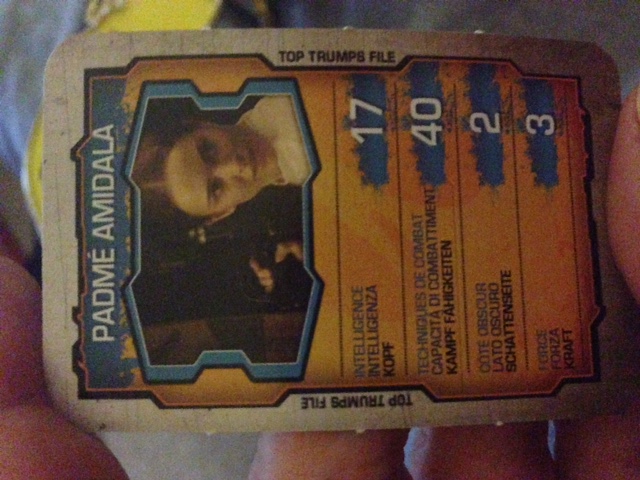 TOP TRUMPS FILE
PADMÉ AMIDALA
INTELLIGENCE
INTELLIGENZA
KOPF
17
TECHNIQUES DE COMBAT
CAPACITÀ DI COMBATTIMENT
KAMPF FÄHIGKEITEN
40
CÔTÉ OBSCUR
LATO OSCURO
SCHATTENSEITE
2
FORCE
FORZA
KRAFT
3
TOP TRUMPS FILE